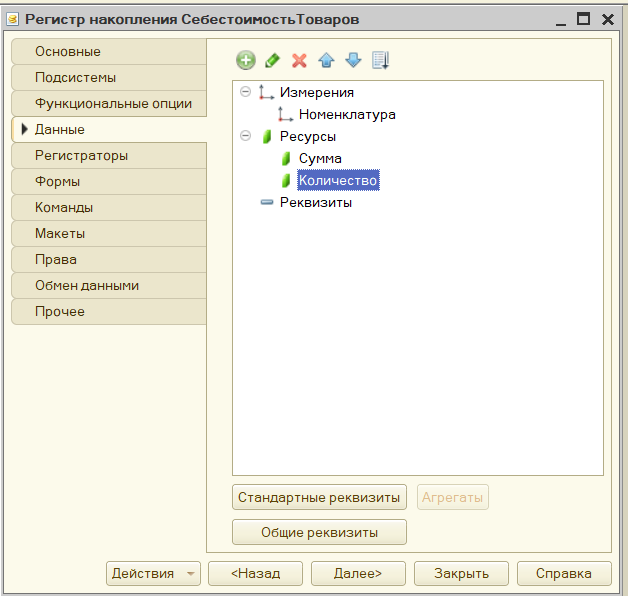 Регистр накопления СебестоимостьТоваров
Основные
Подсистемы
Функциональные опции
Данные
Регистраторы
Формы
Команды
Макеты
Права
Обмен данными
Прочее
Измерения
Номенклатура
Ресурсы
Сумма
Количество
Реквизиты
Стандартные реквизиты
Агрегаты
Общие реквизиты
Действия
<Назад
Далее>
Закрыть
Справка